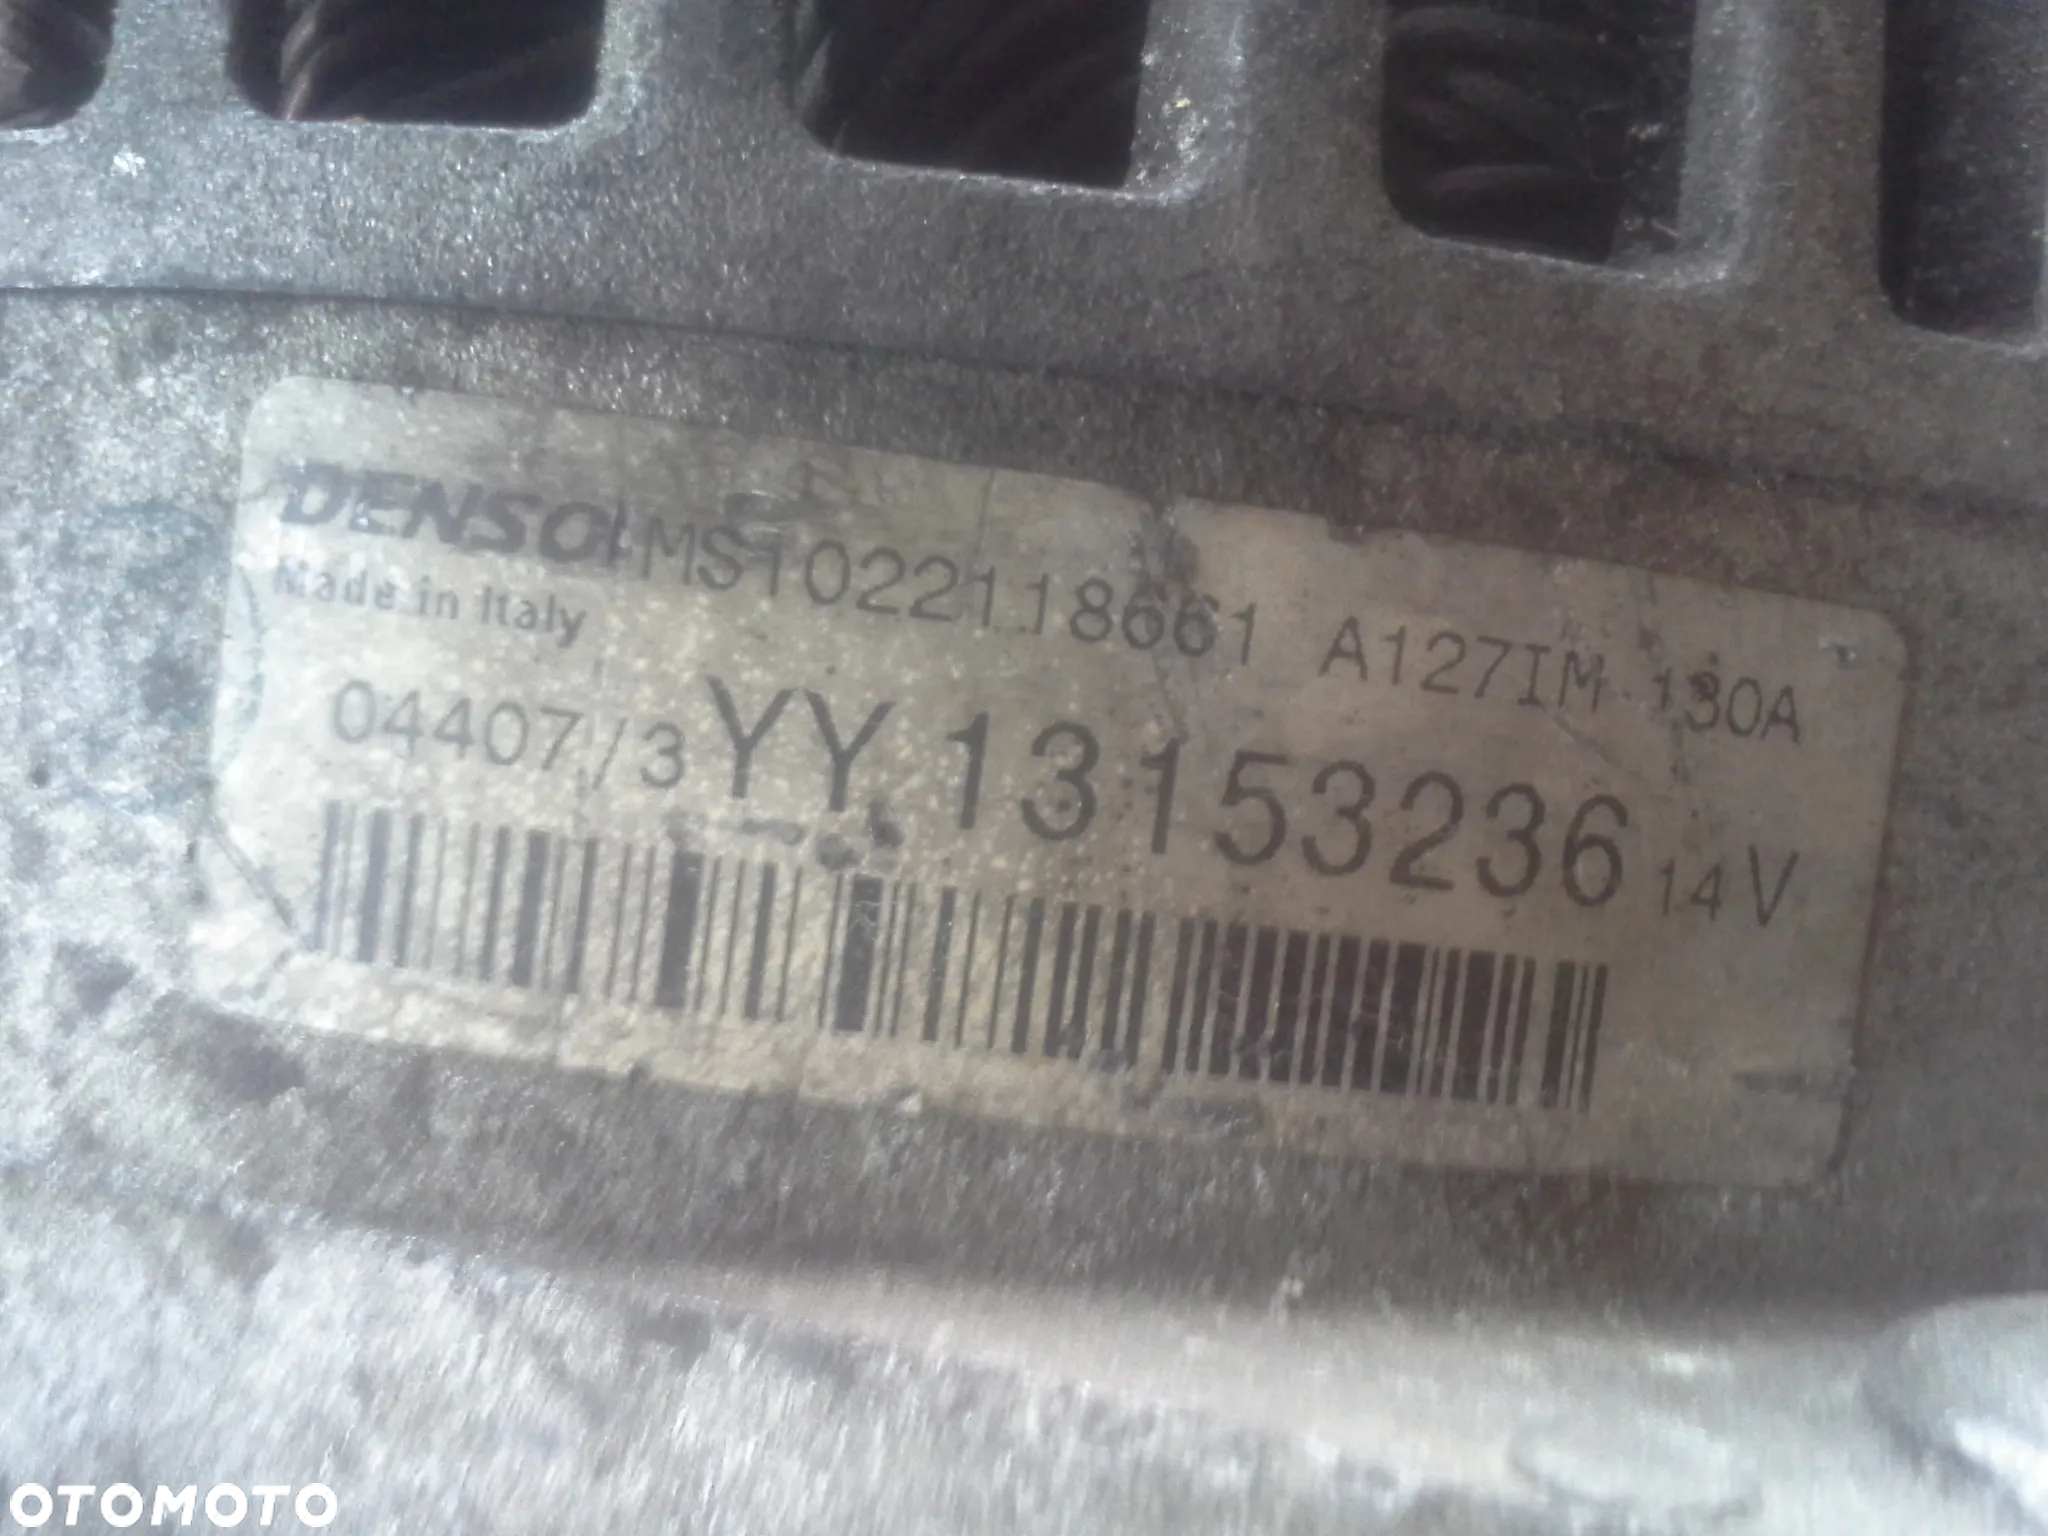 DENSO MS1022118661 A127IM 130A
Made in Italy
04407/3 YY 13153236 14V
OTOMOTO